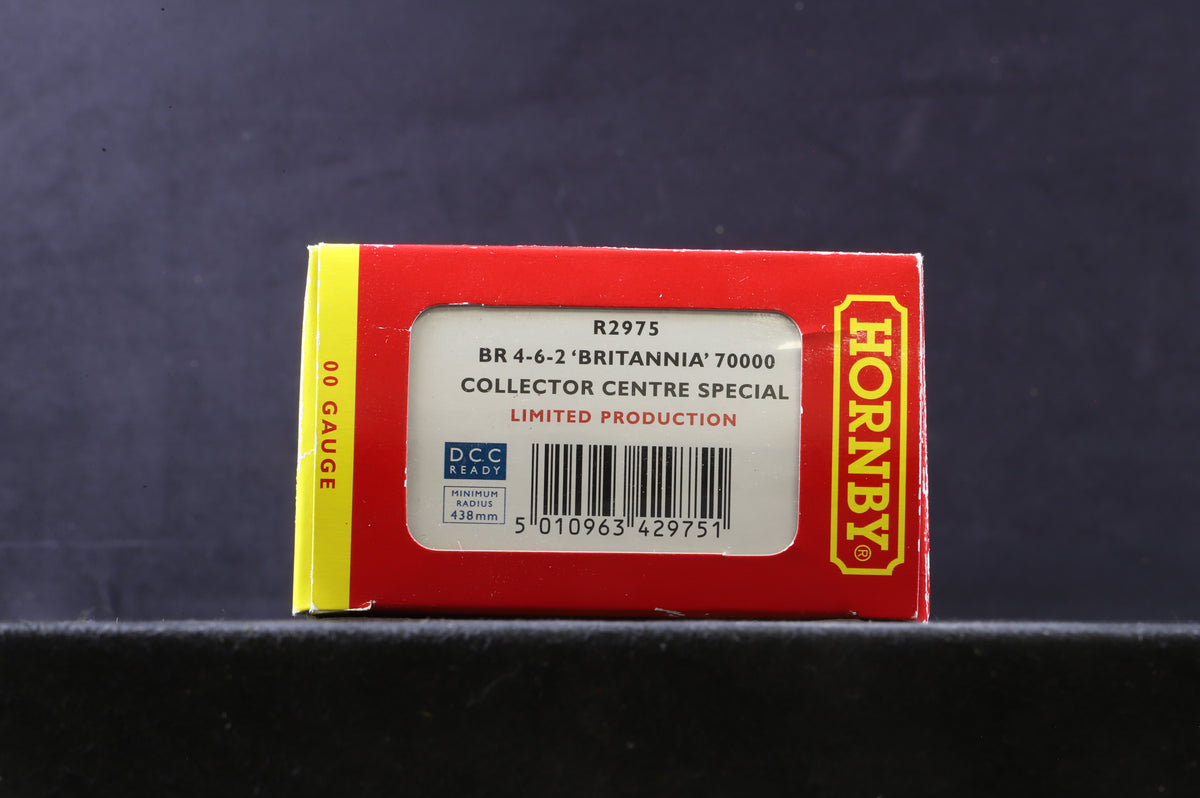 00 GAUGE
R2975
BR 4-6-2 ‘BRITANNIA’ 70000
COLLECTOR CENTRE SPECIAL
LIMITED PRODUCTION
DCC
READY
MINIMUM
RADIUS
438mm
5 010963 429751
HORNBY®